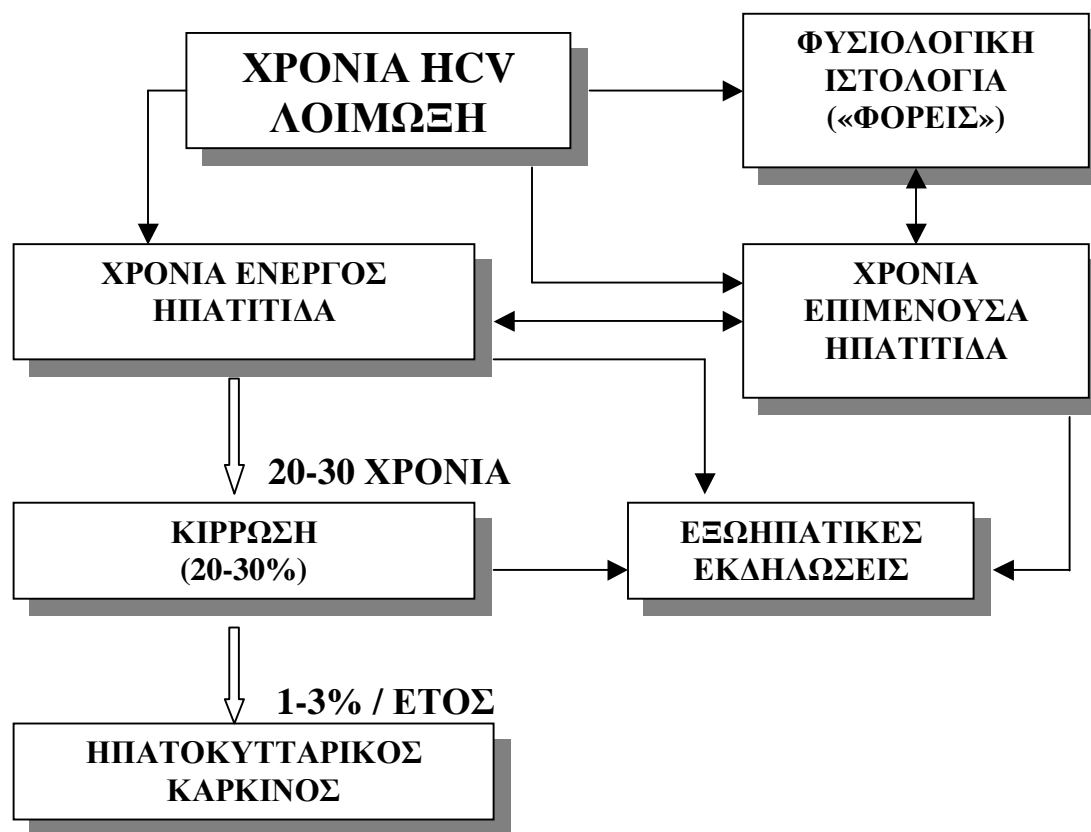 ΧΡΟΝΙΑ HCV
ΛΟΙΜΩΞΗ
ΦΥΣΙΟΛΟΓΙΚΗ
ΙΣΤΟΛΟΓΙΑ
(«ΦΟΡΕΙΣ»)
ΧΡΟΝΙΑ ΕΝΕΡΓΟΣ
ΗΠΑΤΙΤΙΔΑ
ΧΡΟΝΙΑ
ΕΠΙΜΕΝΟΥΣΑ
ΗΠΑΤΙΤΙΔΑ
20-30 ΧΡΟΝΙΑ
ΚΙΡΡΩΣΗ
(20-30%)
ΕΞΩΗΠΑΤΙΚΕΣ
ΕΚΔΗΛΩΣΕΙΣ
1-3% / ΕΤΟΣ
ΗΠΑΤΟΚΥΤΤΑΡΙΚΟΣ
ΚΑΡΚΙΝΟΣ